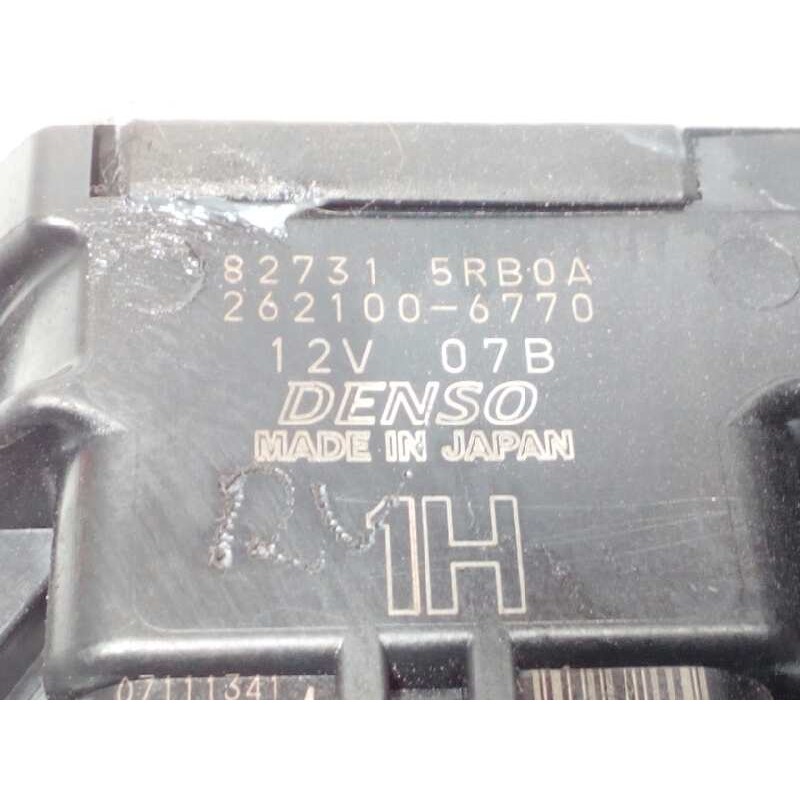 82731 5RB0A
262100-6770
12V 07B
DENSO
MADE IN JAPAN
1H
07111341